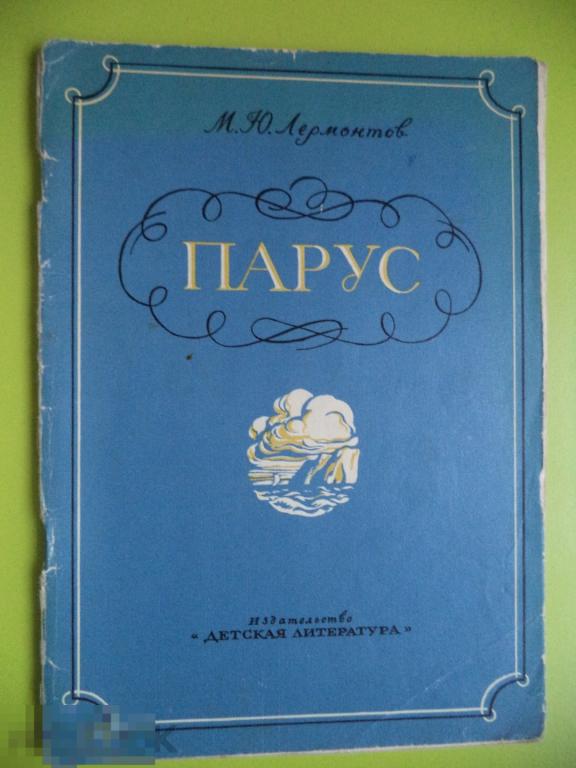 М.Ю. Лермонтов
ПАРУС
Издательство
"ДЕТСКАЯ ЛИТЕРАТУРА"